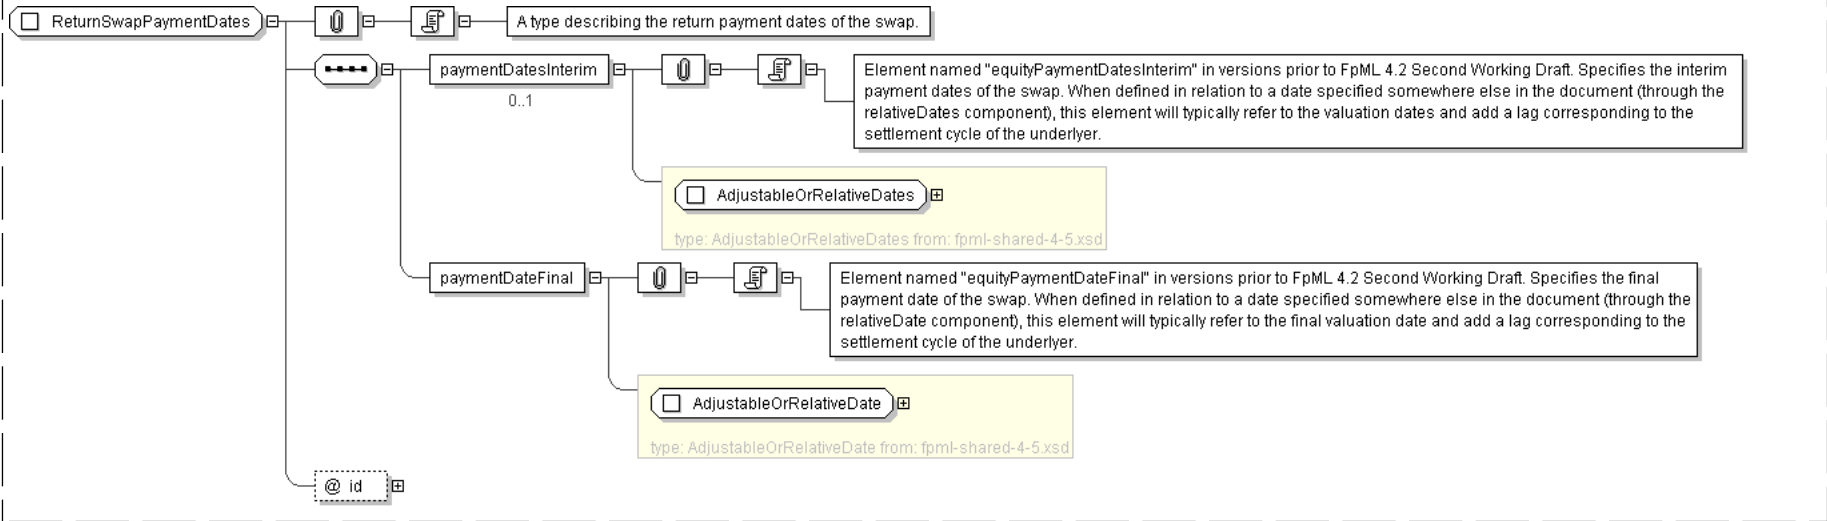 ReturnSwapPaymentDates
A type describing the return payment dates of the swap.
paymentDatesInterim
0..1
Element named "equityPaymentDatesInterim" in versions prior to FpML 4.2 Second Working Draft. Specifies the interim
payment dates of the swap. When defined in relation to a date specified somewhere else in the document (through the
relativeDates component), this element will typically refer to the valuation dates and add a lag corresponding to the
settlement cycle of the underlyer.
AdjustableOrRelativeDates
type: AdjustableOrRelativeDates from: fpml-shared-4-5.xsd
paymentDateFinal
Element named "equityPaymentDateFinal" in versions prior to FpML 4.2 Second Working Draft. Specifies the final
payment date of the swap. When defined in relation to a date specified somewhere else in the document (through the
relativeDate component), this element will typically refer to the final valuation date and add a lag corresponding to the
settlement cycle of the underlyer.
AdjustableOrRelativeDate
type: AdjustableOrRelativeDate from: fpml-shared-4-5.xsd
@ id